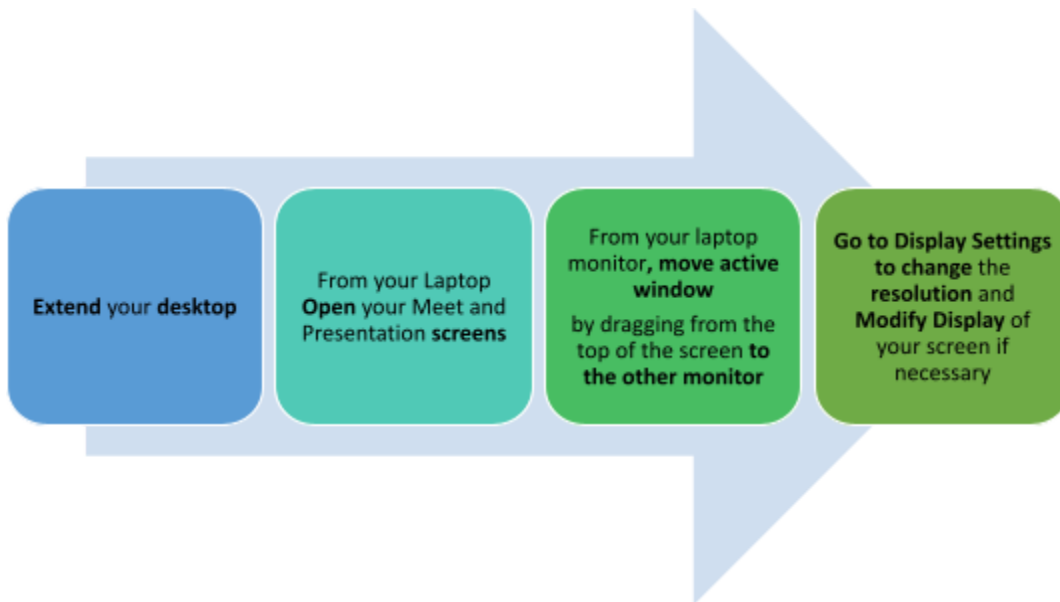 Extend your desktop
From your Laptop
Open your Meet and
Presentation screens
From your laptop
monitor, move active
window
by dragging from the
top of the screen to
the other monitor
Go to Display Settings
to change the
resolution and
Modify Display of
your screen if
necessary